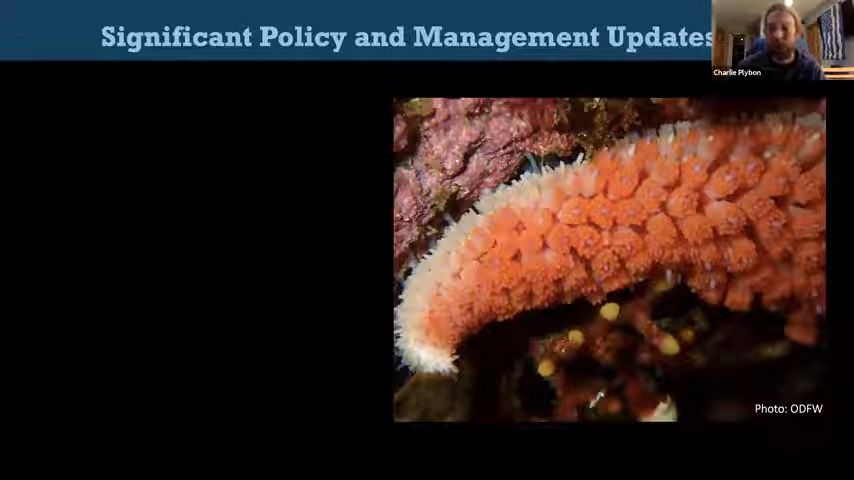 Significant Policy and Management Updates
Charlie Plybon
Photo: ODFW